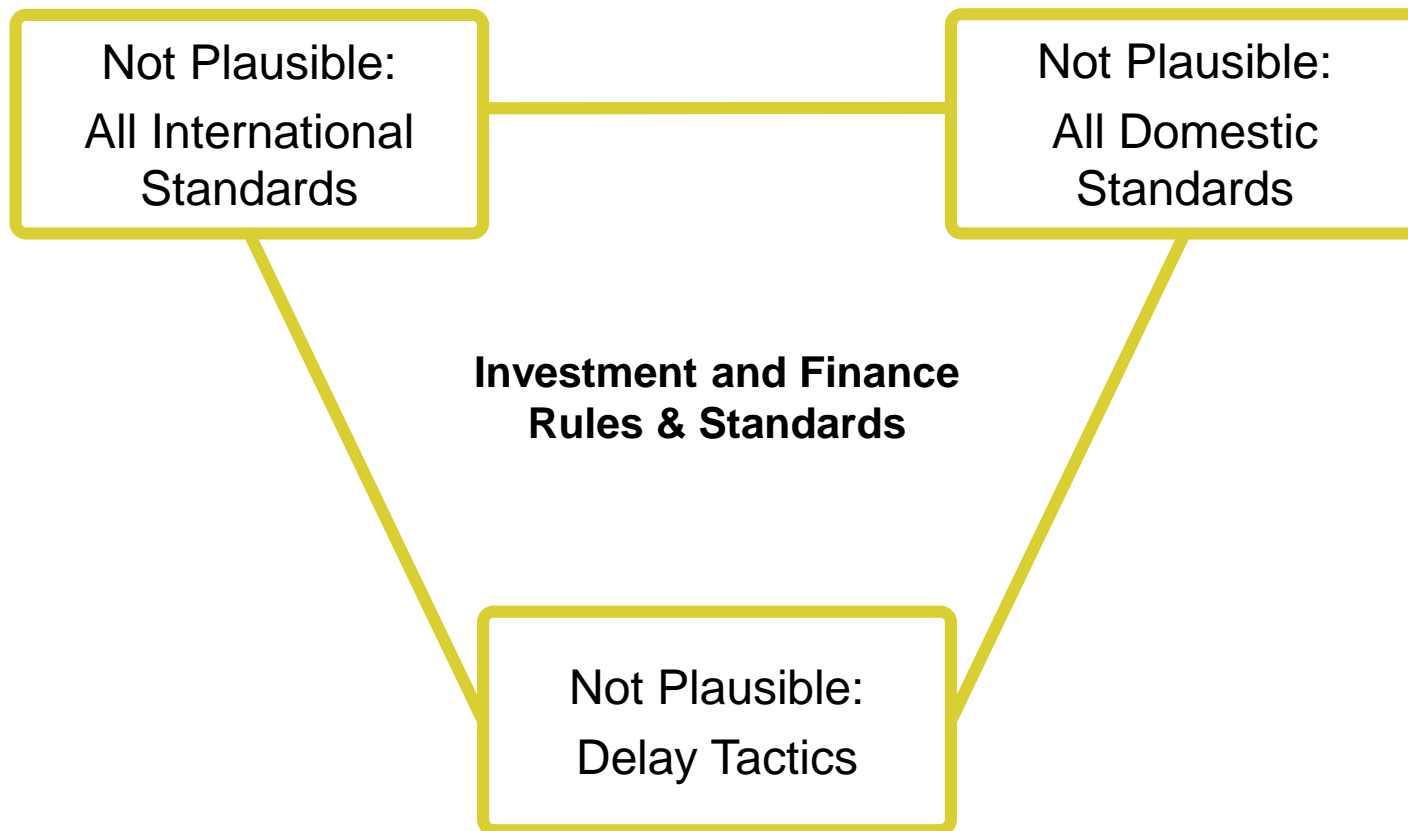 Not Plausible:
All International
Standards
Not Plausible:
All Domestic
Standards
Investment and Finance
Rules & Standards
Not Plausible:
Delay Tactics